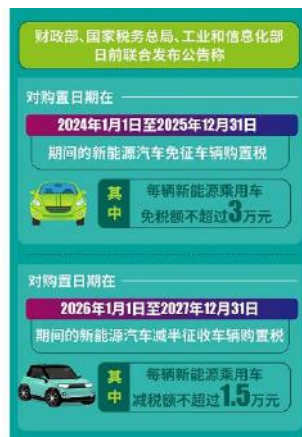 财政部、国家税务总局、工业和信息化部
日前联合发布公告称
对购置日期在
2024年1月1日至2025年12月31日
期间的新能源汽车免征车辆购置税
其中
每辆新能源乘用车
免税额不超过3万元
对购置日期在
2026年1月1日至2027年12月31日
期间的新能源汽车减半征收车辆购置税
其中
每辆新能源乘用车
减税额不超过1.5万元